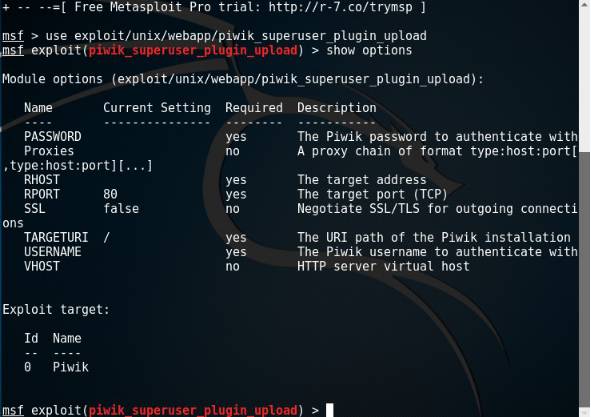 + -- --=[ Free Metasploit Pro trial: http://r-7.co/trymsp ]
msf > use exploit/unix/webapp/piwik_superuser_plugin_upload
msf exploit(piwik_superuser_plugin_upload) > show options
Module options (exploit/unix/webapp/piwik_superuser_plugin_upload):
Name       Current Setting  Required  Description
----       ---------------  --------  -----------
PASSWORD                    yes       The Piwik password to authenticate with
Proxies                     no        A proxy chain of format type:host:port[
,type:host:port][...]
RHOST                       yes       The target address
RPORT      80               yes       The target port (TCP)
SSL        false            no        Negotiate SSL/TLS for outgoing connecti
ons
TARGETURI  /                yes       The URI path of the Piwik installation
USERNAME                    yes       The Piwik username to authenticate with
VHOST                       no        HTTP server virtual host
Exploit target:
Id  Name
--  ----
0   Piwik
msf exploit(piwik_superuser_plugin_upload) >